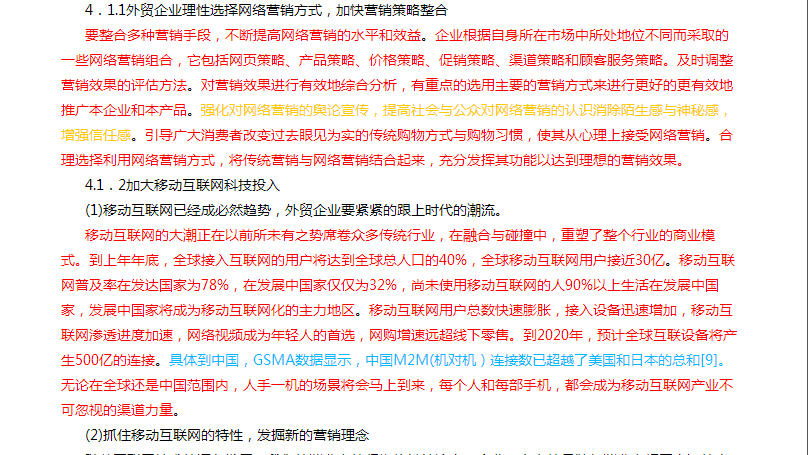 4．1.1外贸企业理性选择网络营销方式，加快营销策略整合
要整合多种营销手段，不断提高网络营销的水平和效益。企业根据自身所在市场中所处地位不同而采取的
一些网络营销组合，它包括网页策略、产品策略、价格策略、促销策略、渠道策略和顾客服务策略。及时调整
营销效果的评估方法。对营销效果进行有效地综合分析，有重点的选用主要的营销方式来进行更好的更有效地
推广本企业和本产品。强化对网络营销的舆论宣传，提高社会与公众对网络营销的认识消除陌生感与神秘感，
增强信任感。引导广大消费者改变过去眼见为实的传统购物方式与购物习惯，使其从心理上接受网络营销。合
理选择利用网络营销方式，将传统营销与网络营销结合起来，充分发挥其功能以达到理想的营销效果。
4.1．2加大移动互联网科技投入
(1)移动互联网已经成必然趋势，外贸企业要紧紧的跟上时代的潮流。
移动互联网的大潮正在以前所未有之势席卷众多传统行业，在融合与碰撞中，重塑了整个行业的商业模
式。到上年年底，全球接入互联网的用户将达到全球总人口的40%，全球移动互联网用户接近30亿。移动互联
网普及率在发达国家为78%，在发展中国家仅仅为32%，尚未使用移动互联网的人90%以上生活在发展中国
家，发展中国家将成为移动互联网化的主力地区。移动互联网用户总数快速膨胀，接入设备迅速增加，移动互
联网渗透进度加速，网络视频成为年轻人的首选，网购增速远超线下零售。到2020年，预计全球互联设备将产
生500亿的连接。具体到中国，GSMA数据显示，中国M2M(机对机 ）连接数已超越了美国和日本的总和[9]。
无论在全球还是中国范围内，人手一机的场景将会马上到来，每个人和每部手机，都会成为移动互联网产业不
可忽视的渠道力量。
(2)抓住移动互联网的特性，发掘新的营销理念